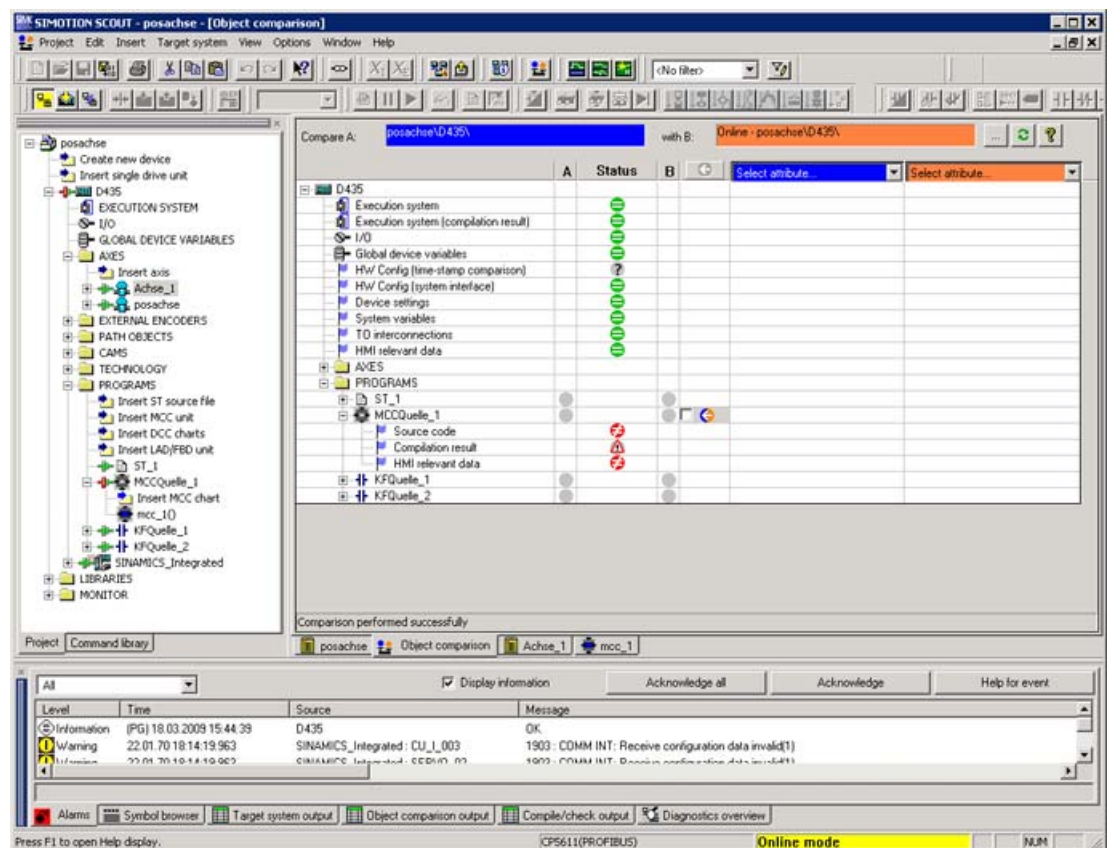 SIMOTION SCOUT - posachse - [Object comparison]
Project Edit Insert Target system View Options Window Help
<No filter>
posachse
Create new device
Insert single drive unit
D435
EXECUTION SYSTEM
I/O
GLOBAL DEVICE VARIABLES
AXES
Insert axis
Achse_1
posachse
EXTERNAL ENCODERS
PATH OBJECTS
CAMS
TECHNOLOGY
PROGRAMS
Insert ST source file
Insert MCC unit
Insert DCC charts
Insert LAD/FBD unit
ST_1
MCCQuelle_1
Insert MCC chart
mcc_1()
KFQuelle_1
KFQuelle_2
SINAMICS_Integrated
LIBRARIES
MONITOR
Project Command library
Compare A: posachse\D435\ with B: Online - posachse\D435\ ...
A Status B Select attribute... Select attribute...
D435
Execution system
Execution system (compilation result)
I/O
Global device variables
HW Config (time-stamp comparison)
HW Config (system interface)
Device settings
System variables
TO interconnections
HMI relevant data
AXES
PROGRAMS
ST_1
MCCQuelle_1
Source code
Compilation result
HMI relevant data
KFQuelle_1
KFQuelle_2
Comparison performed successfully
posachse Object comparison Achse_1 mcc_1
All Display information Acknowledge all Acknowledge Help for event
Level Time Source Message
Information (PG) 18.03.2009 15:44:39 D435 OK
Warning 22.01.70 18:14:19:963 SINAMICS_Integrated : CU_I_003 1903 : COMM INT: Receive configuration data invalid(1)
Alarms Symbol browser Target system output Object comparison output Compile/check output Diagnostics overview
Press F1 to open Help display. CP5611(PROFIBUS) Online mode NUM